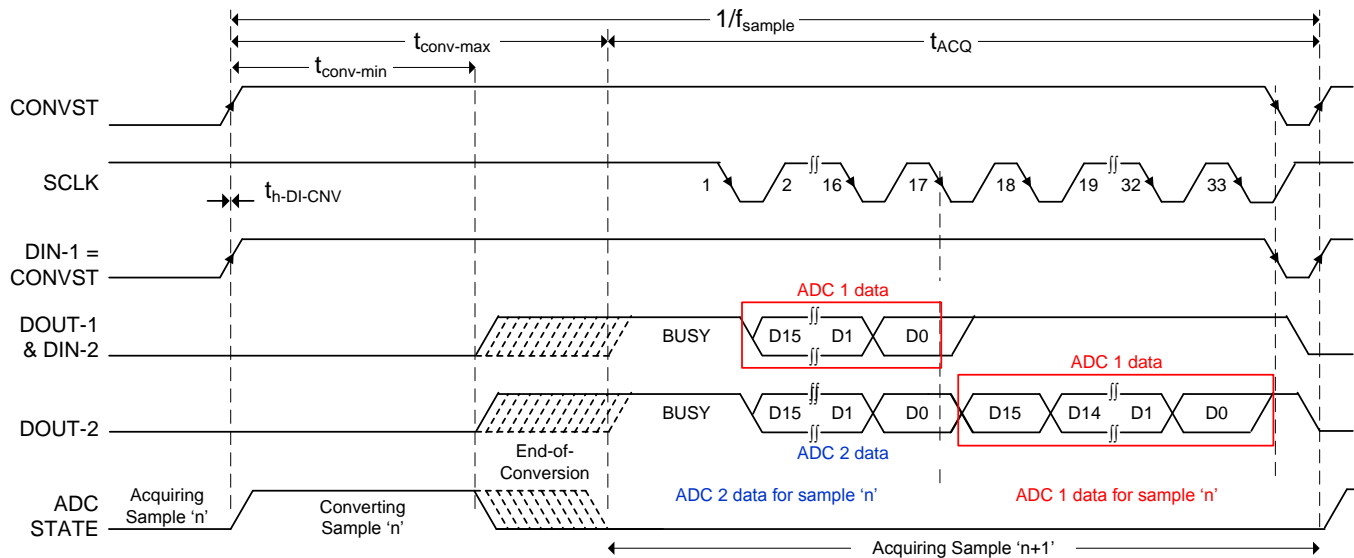 1/fsample
tconv-max
tACQ
tconv-min
CONVST
SCLK
1 2 16 17 18 19 32 33
th-DI-CNV
DIN-1 =
CONVST
ADC 1 data
DOUT-1
& DIN-2
BUSY D15 D1 D0
ADC 1 data
DOUT-2
BUSY D15 D1 D0 D15 D14 D1 D0
ADC 2 data
End-of-
Conversion
ADC
STATE
Acquiring
Sample 'n'
Converting
Sample 'n'
ADC 2 data for sample 'n'
ADC 1 data for sample 'n'
Acquiring Sample 'n+1'